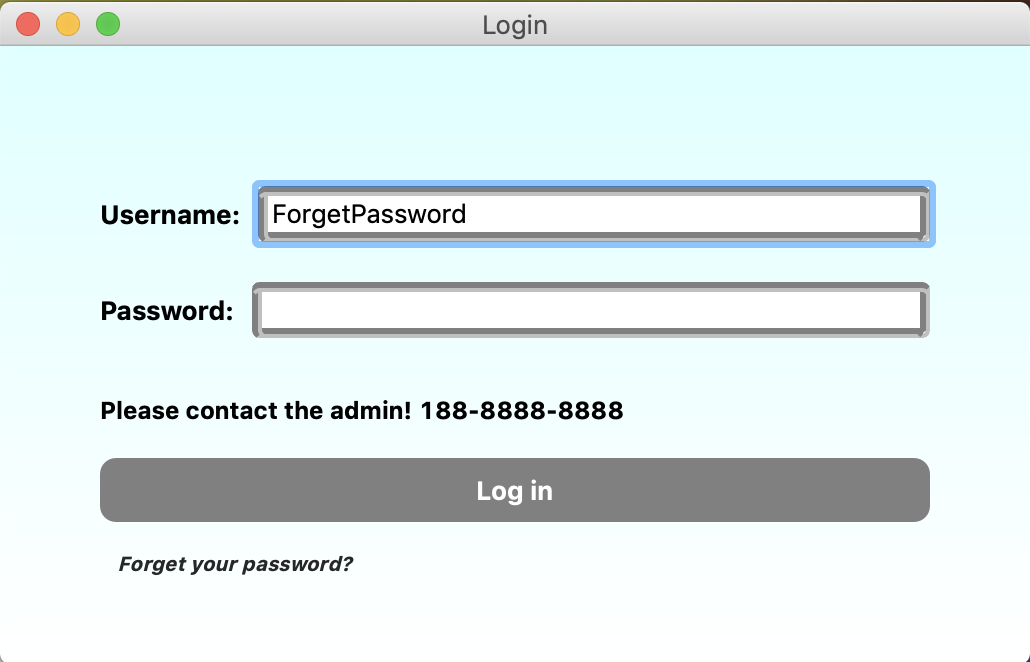 Login
Username: ForgetPassword
Password:
Please contact the admin! 188-8888-8888
Log in
Forget your password?